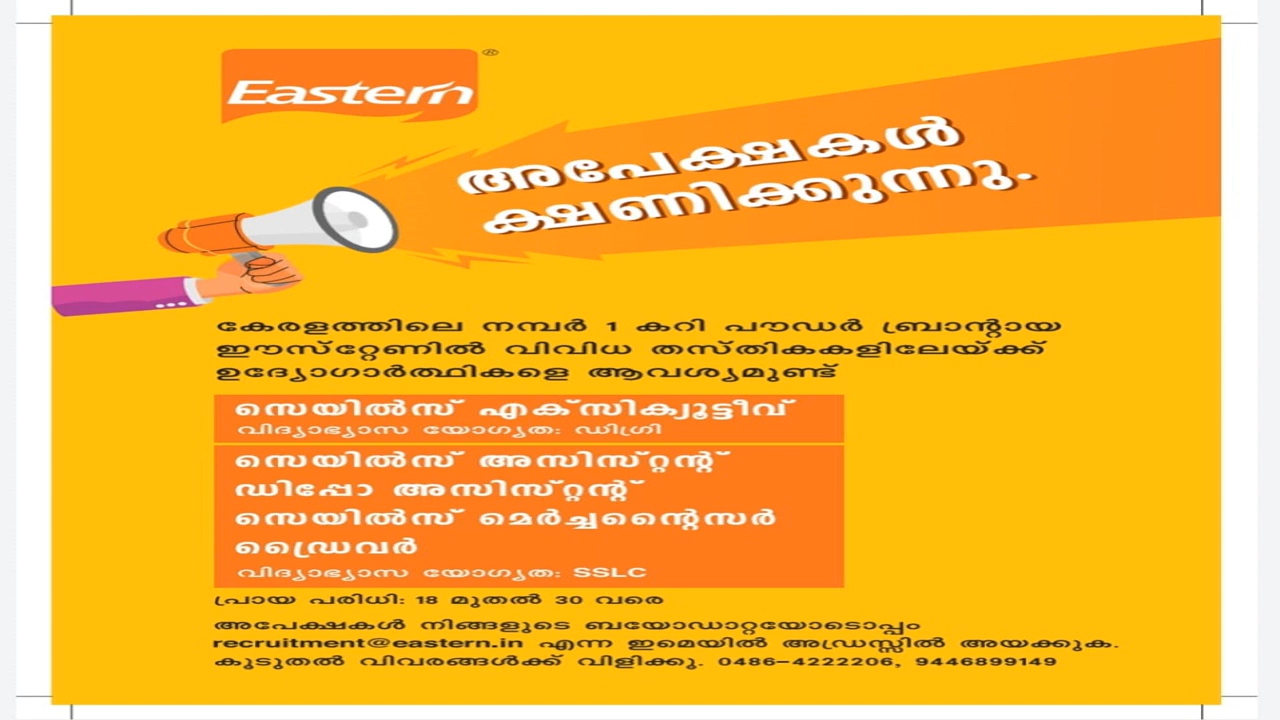 Eastern®
അപേക്ഷകൾ
ക്ഷണിക്കുന്നു.
കേരളത്തിലെ നമ്പർ 1 കറി പൗഡർ ബ്രാന്റായ
ഈസ്റ്റേണിൽ വിവിധ തസ്തികകളിലേയ്ക്ക്
ഉദ്യോഗാർത്ഥികളെ ആവശ്യമുണ്ട്
സെയിൽസ് എക്സിക്യൂട്ടീവ്
വിദ്യാഭ്യാസ യോഗ്യത: ഡിഗ്രി
സെയിൽസ് അസിസ്റ്റന്റ്
ഡിപ്പോ അസിസ്റ്റന്റ്
സെയിൽസ് മെർച്ചന്റൈസർ
ഡ്രൈവർ
വിദ്യാഭ്യാസ യോഗ്യത: SSLC
പ്രായ പരിധി: 18 മുതൽ 30 വരെ
അപേക്ഷകൾ നിങ്ങളുടെ ബയോഡാറ്റയോടൊപ്പം
recruitment@eastern.in എന്ന ഇമെയിൽ അഡ്രസ്സിൽ അയക്കുക.
കുടുതൽ വിവരങ്ങൾക്ക് വിളിക്കു. 0486-4222206, 9446899149